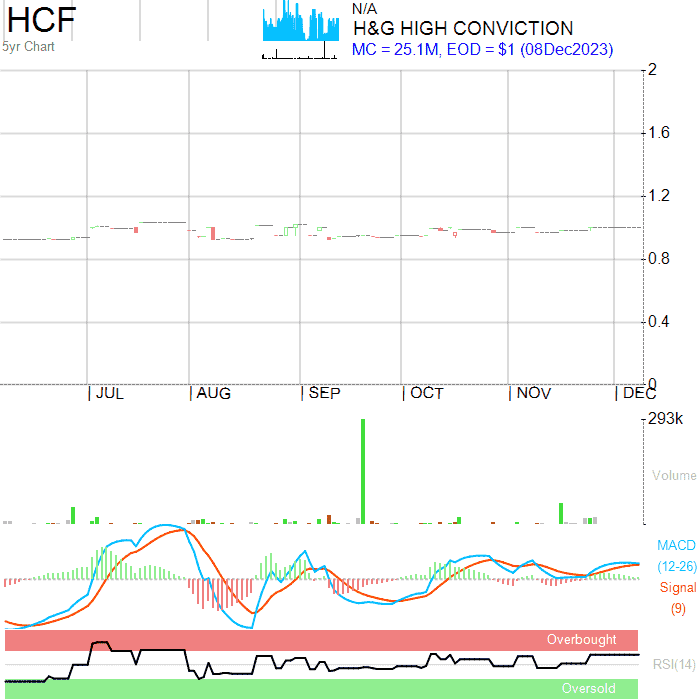 HCF
5yr Chart
N/A
H&G HIGH CONVICTION
MC = 25.1M, EOD = $1 (08Dec2023)
2
1.6
1.2
0.8
0.4
0
JUL AUG SEP OCT NOV DEC
293k
Volume
MACD
(12-26)
Signal
(9)
Overbought
RSI(14)
Oversold